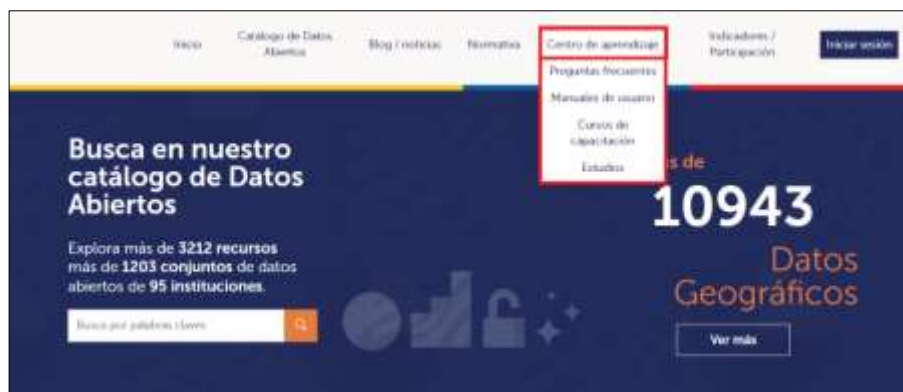 Inicio
Catálogo de Datos
Abiertos
Blog / noticias
Normativa
Centro de aprendizaje
Indicadores /
Participación
Iniciar sesión
Preguntas frecuentes
Manuales de usuario
Cursos de
capacitación
Estudios
Busca en nuestro
catálogo de Datos
Abiertos
Explora más de 3212 recursos
más de 1203 conjuntos de datos
abiertos de 95 instituciones.
Busca por palabras claves
s de
10943
Datos
Geográficos
Ver más